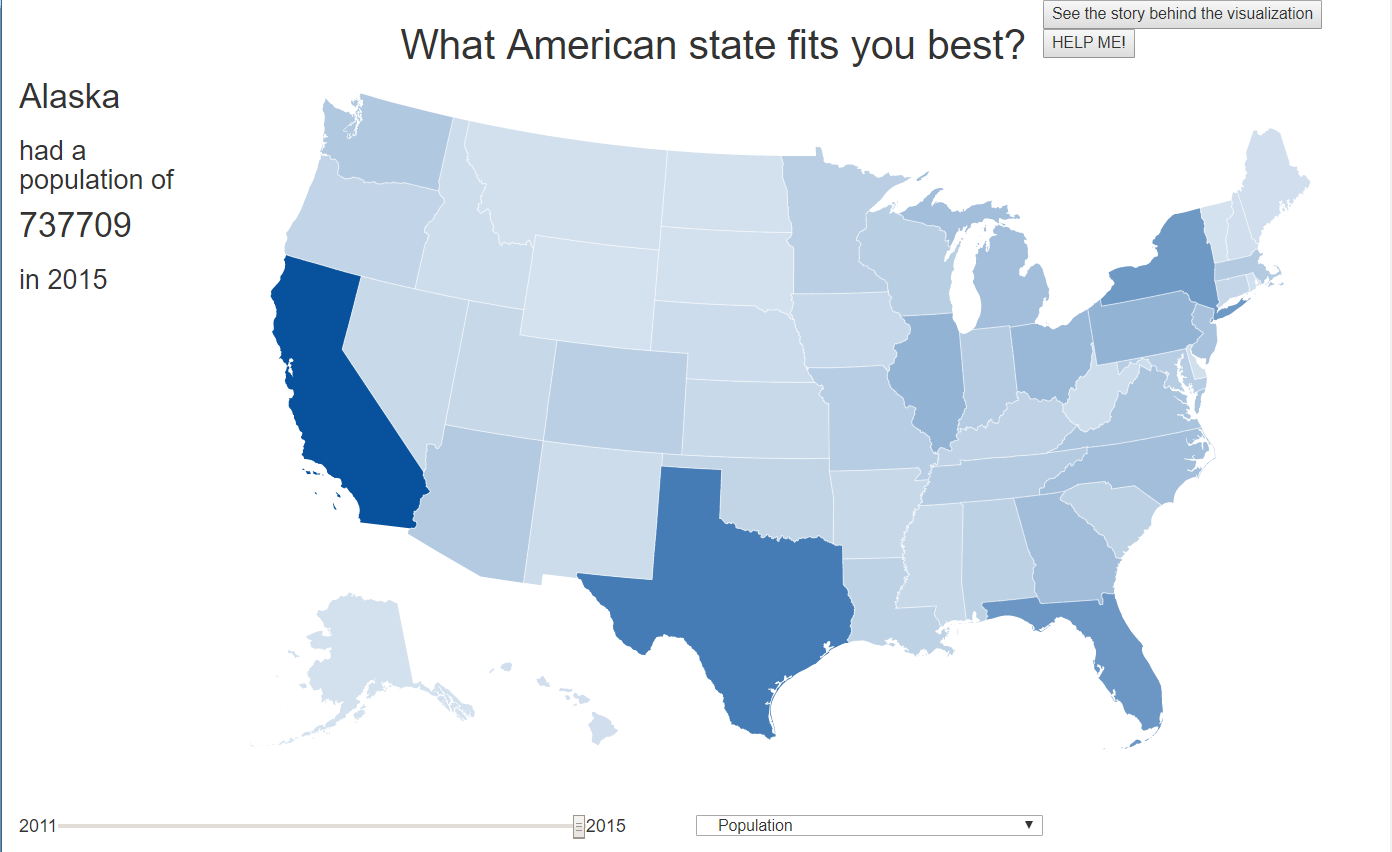 See the story behind the visualization
What American state fits you best?
HELP ME!
Alaska
had a
population of
737709
in 2015
2011
2015
Population